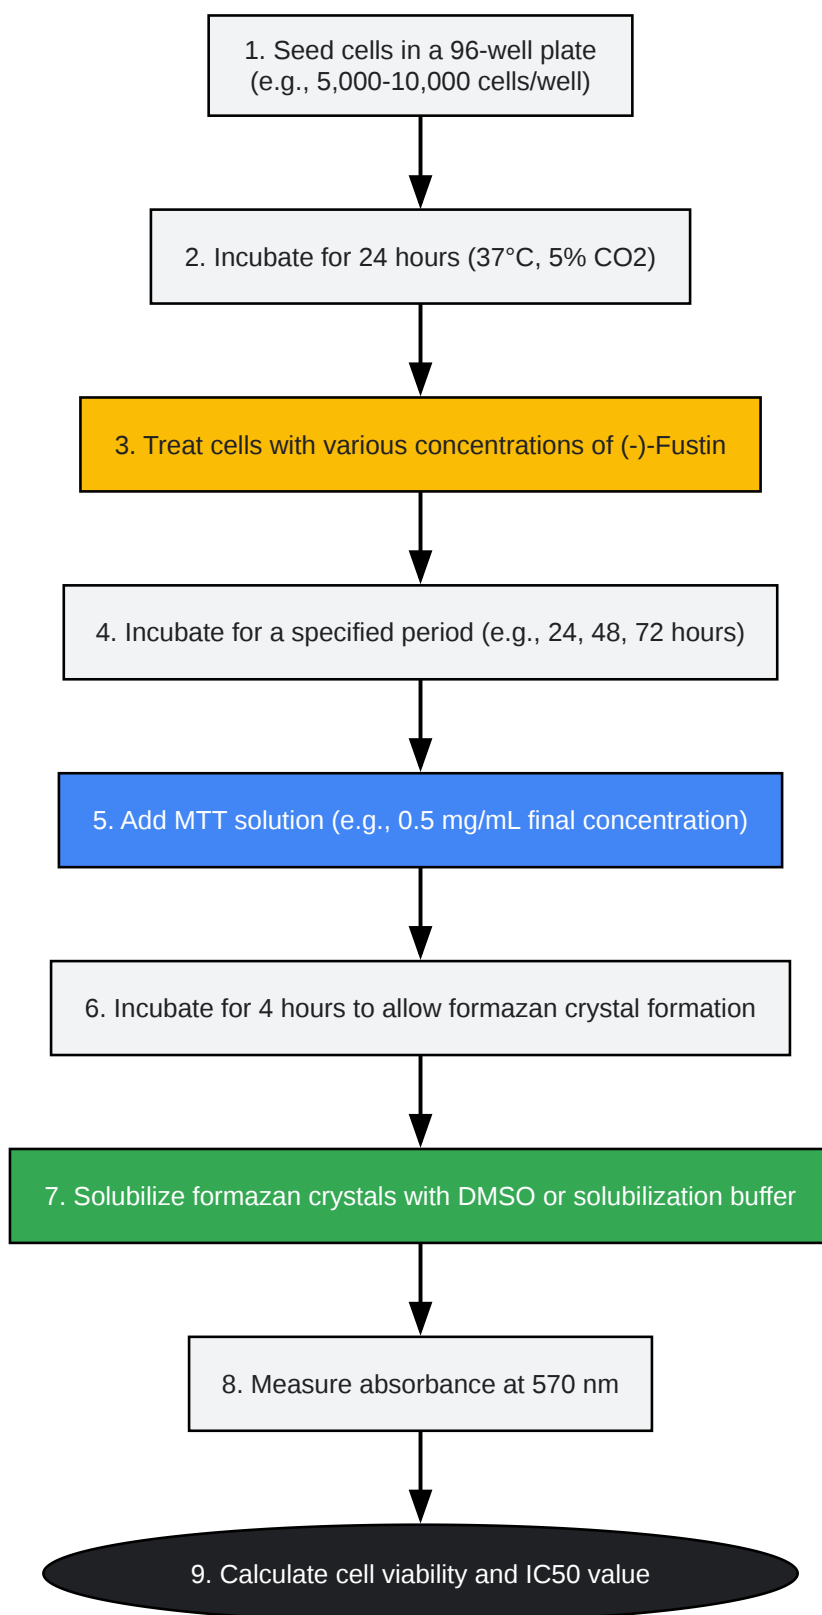 1. Seed cells in a 96-well plate
(e.g., 5,000-10,000 cells/well)
2. Incubate for 24 hours (37°C, 5% CO2)
3. Treat cells with various concentrations of (-)-Fustin
4. Incubate for a specified period (e.g., 24, 48, 72 hours)
5. Add MTT solution (e.g., 0.5 mg/mL final concentration)
6. Incubate for 4 hours to allow formazan crystal formation
7. Solubilize formazan crystals with DMSO or solubilization buffer
8. Measure absorbance at 570 nm
9. Calculate cell viability and IC50 value